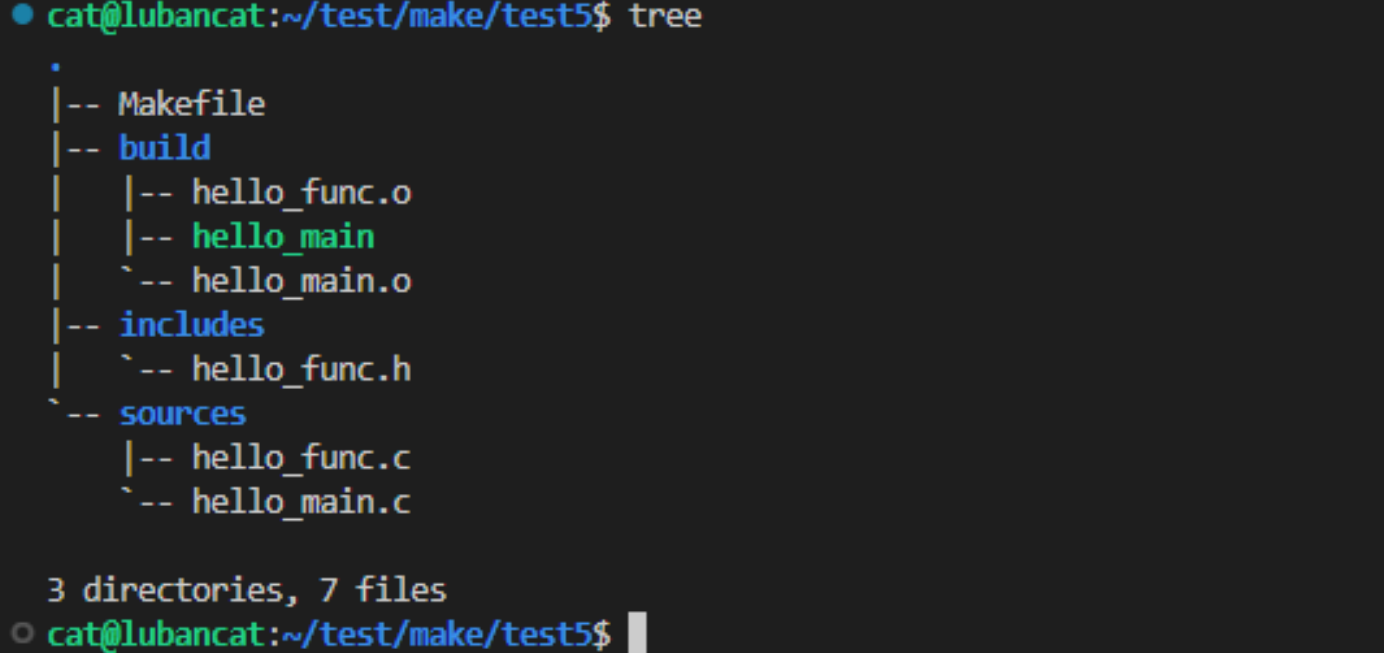 cat@lubancat:~/test/make/test5$ tree
.
|-- Makefile
|-- build
|   |-- hello_func.o
|   |-- hello_main
|   `-- hello_main.o
|-- includes
|   `-- hello_func.h
`-- sources
    |-- hello_func.c
    `-- hello_main.c

3 directories, 7 files
cat@lubancat:~/test/make/test5$